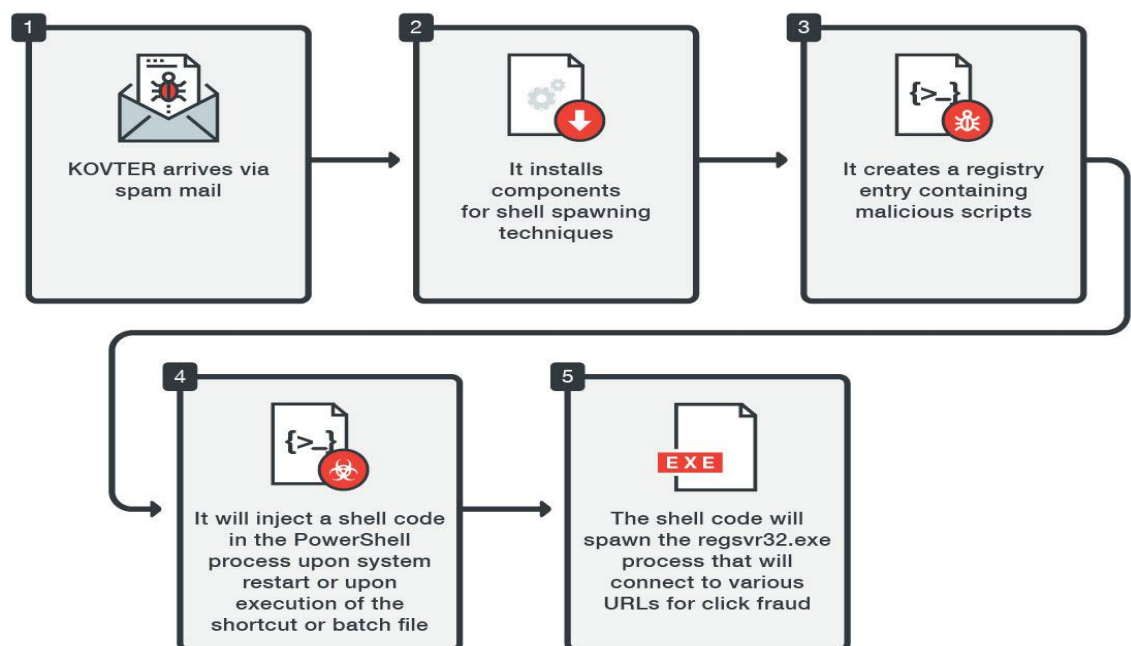 1
KOVTER arrives via
spam mail
2
It installs
components
for shell spawning
techniques
3
{>_}
It creates a registry
entry containing
malicious scripts
4
{>_}
It will inject a shell code
in the PowerShell
process upon system
restart or upon
execution of the
shortcut or batch file
5
EXE
The shell code will
spawn the regsvr32.exe
process that will
connect to various
URLs for click fraud